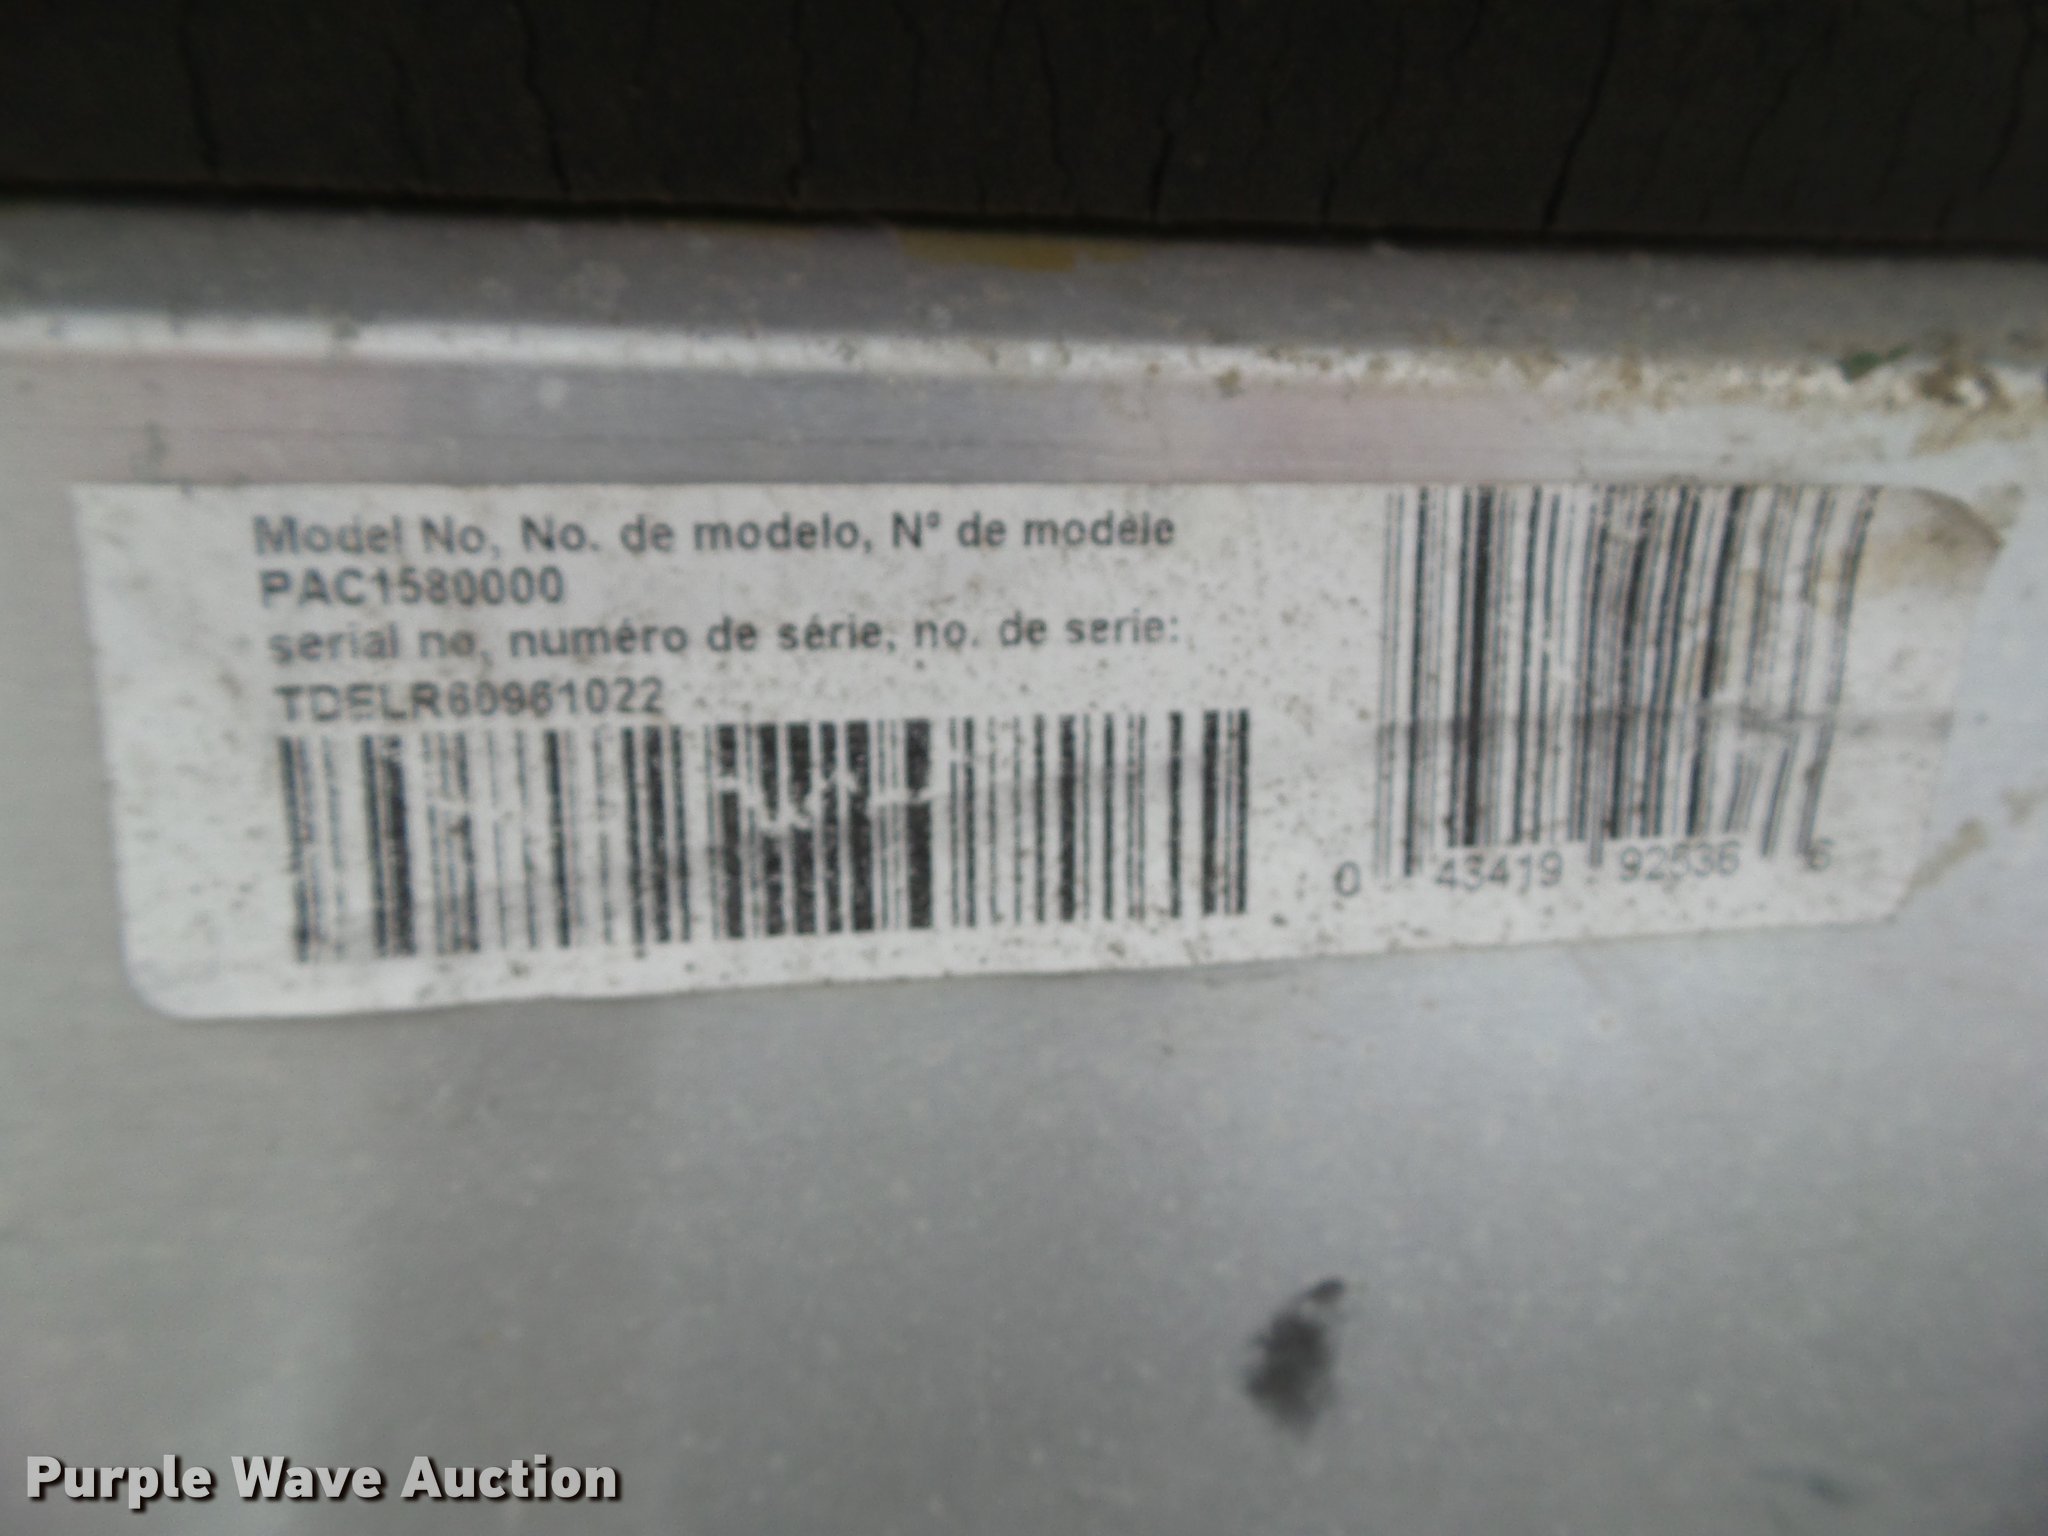 Model No, No. de modelo, Nº de modèle
PAC1580000
serial no, numéro de série, no. de serie:
TDELR60961022
0 43419 92536 6
Purple Wave Auction